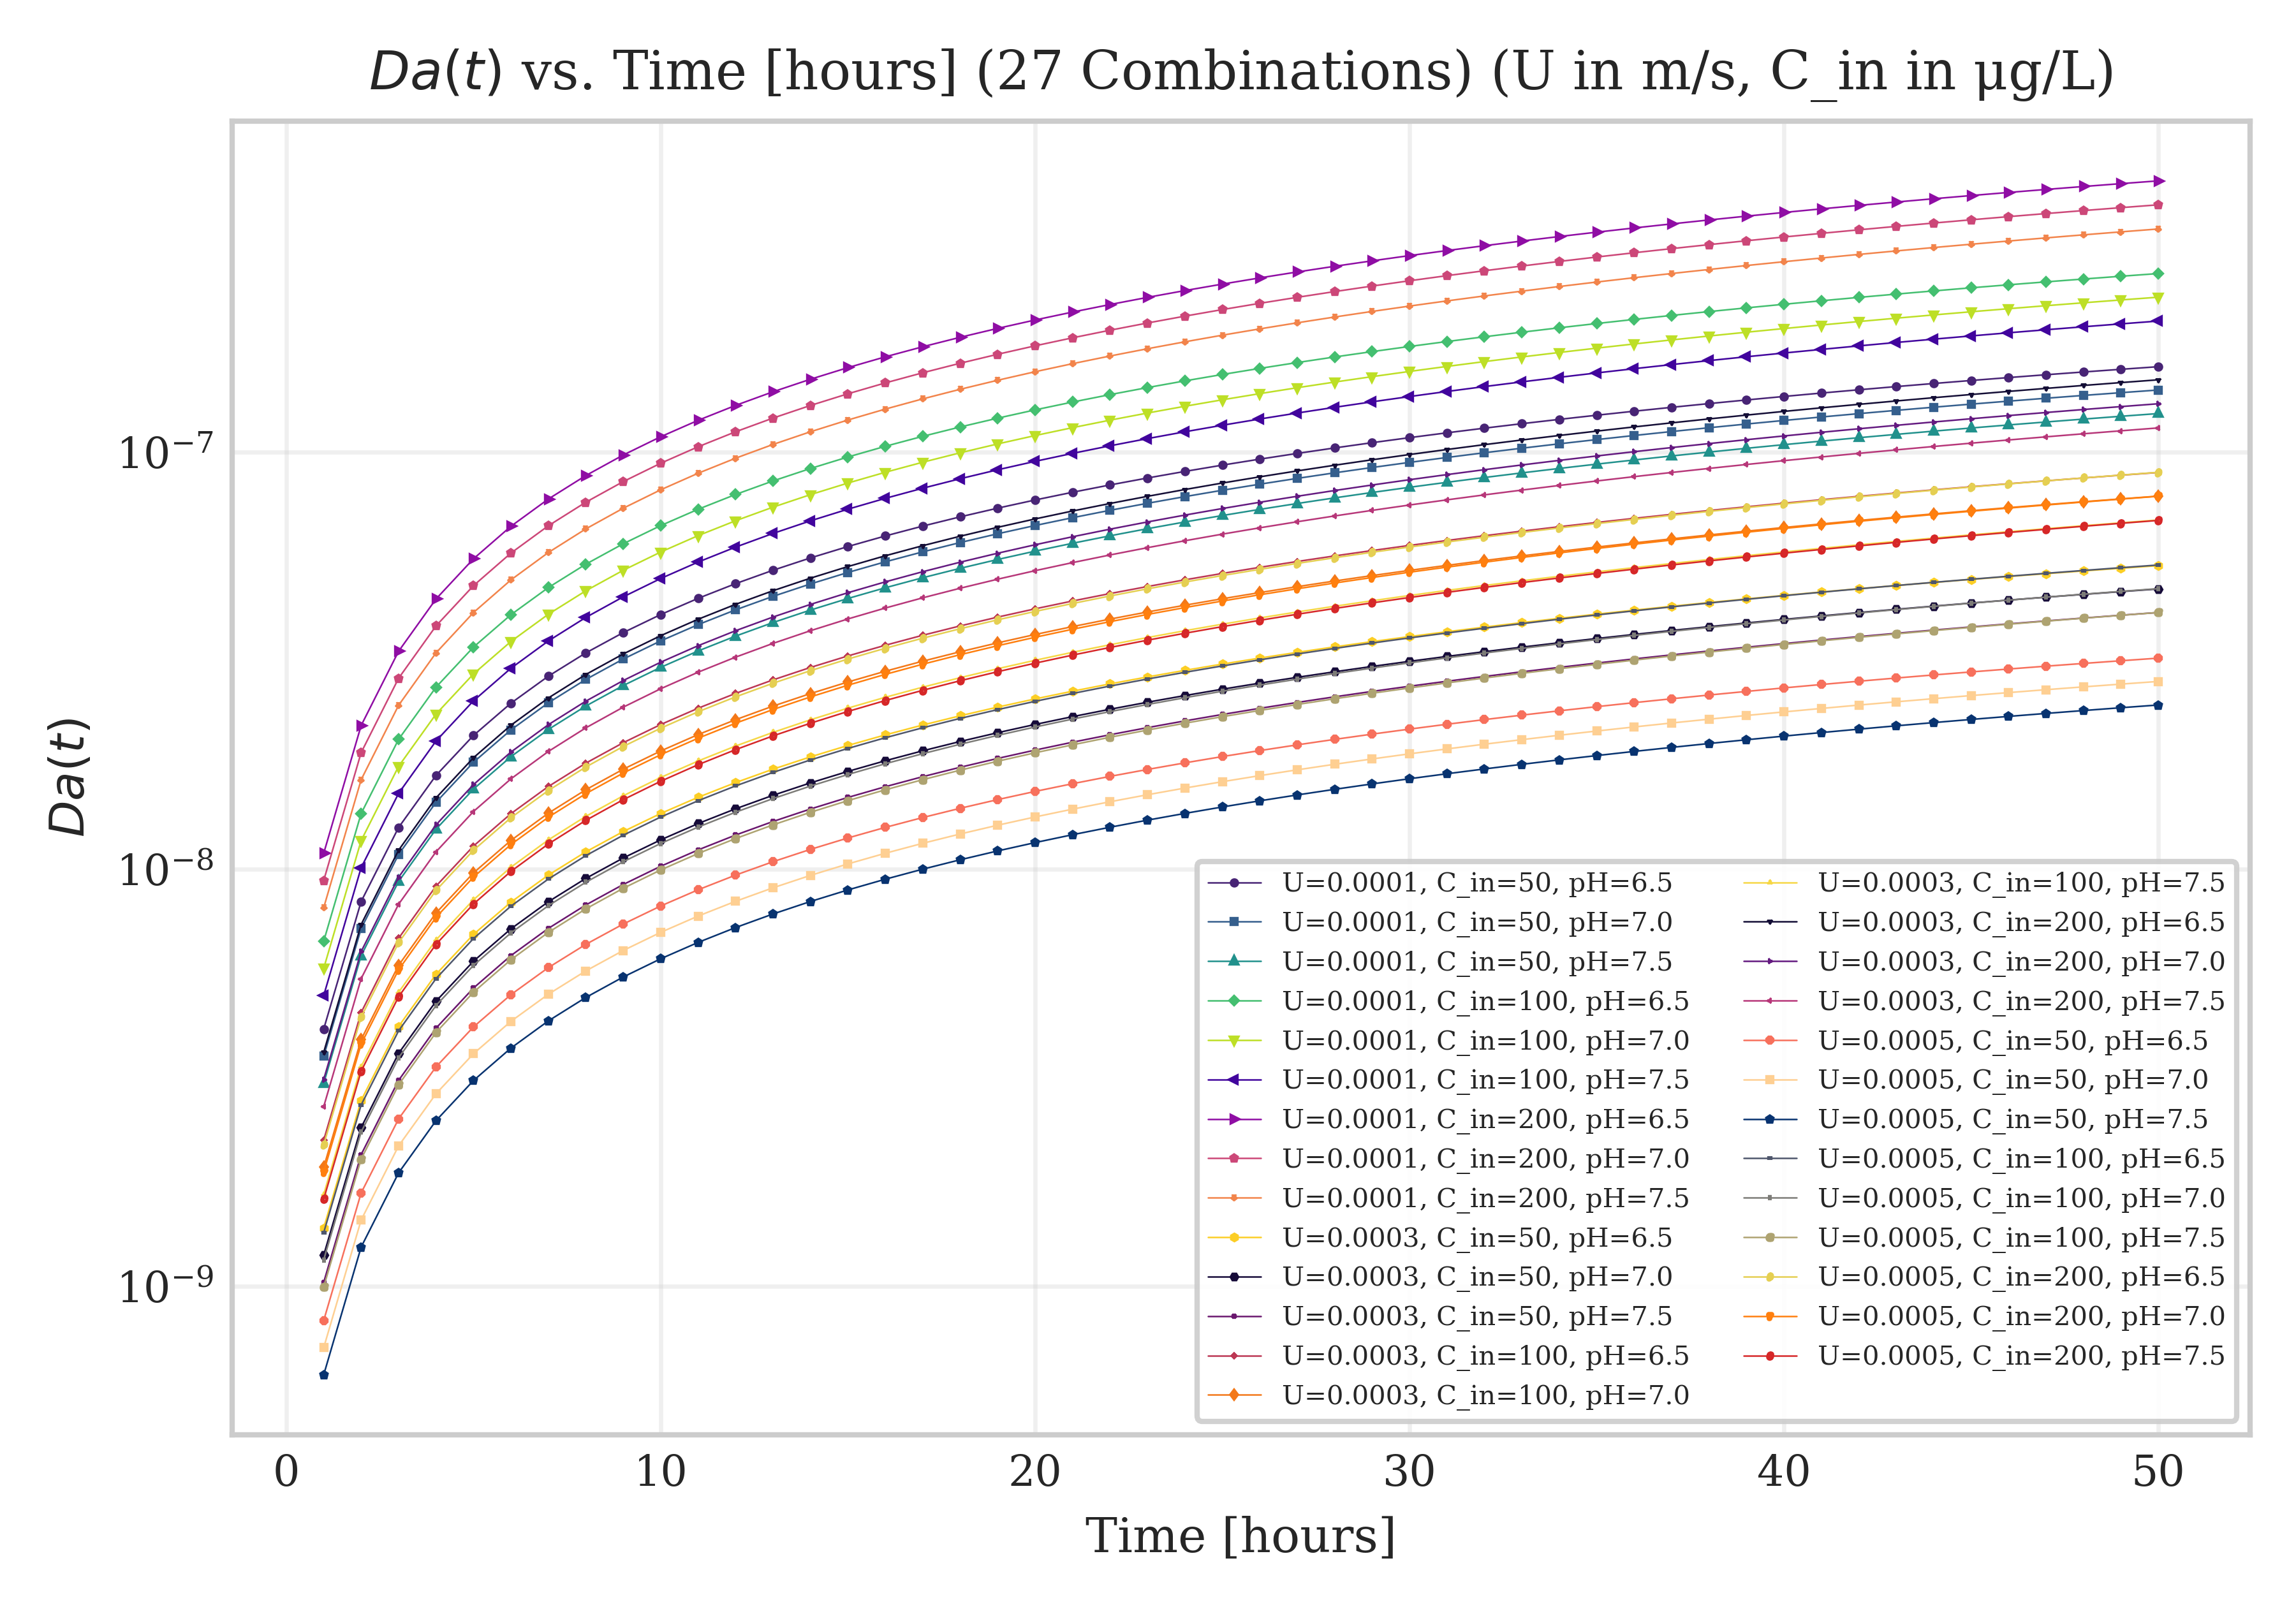 Da(t) vs. Time [hours] (27 Combinations) (U in m/s, C_in in μg/L)
Da(t)
10⁻⁷
10⁻⁸
10⁻⁹
U=0.0001, C_in=50, pH=6.5
U=0.0001, C_in=50, pH=7.0
U=0.0001, C_in=50, pH=7.5
U=0.0001, C_in=100, pH=6.5
U=0.0001, C_in=100, pH=7.0
U=0.0001, C_in=100, pH=7.5
U=0.0001, C_in=200, pH=6.5
U=0.0001, C_in=200, pH=7.0
U=0.0001, C_in=200, pH=7.5
U=0.0003, C_in=50, pH=6.5
U=0.0003, C_in=50, pH=7.0
U=0.0003, C_in=50, pH=7.5
U=0.0003, C_in=100, pH=6.5
U=0.0003, C_in=100, pH=7.0
U=0.0003, C_in=100, pH=7.5
U=0.0003, C_in=200, pH=6.5
U=0.0003, C_in=200, pH=7.0
U=0.0003, C_in=200, pH=7.5
U=0.0005, C_in=50, pH=6.5
U=0.0005, C_in=50, pH=7.0
U=0.0005, C_in=50, pH=7.5
U=0.0005, C_in=100, pH=6.5
U=0.0005, C_in=100, pH=7.0
U=0.0005, C_in=100, pH=7.5
U=0.0005, C_in=200, pH=6.5
U=0.0005, C_in=200, pH=7.0
U=0.0005, C_in=200, pH=7.5
0 10 20 30 40 50
Time [hours]